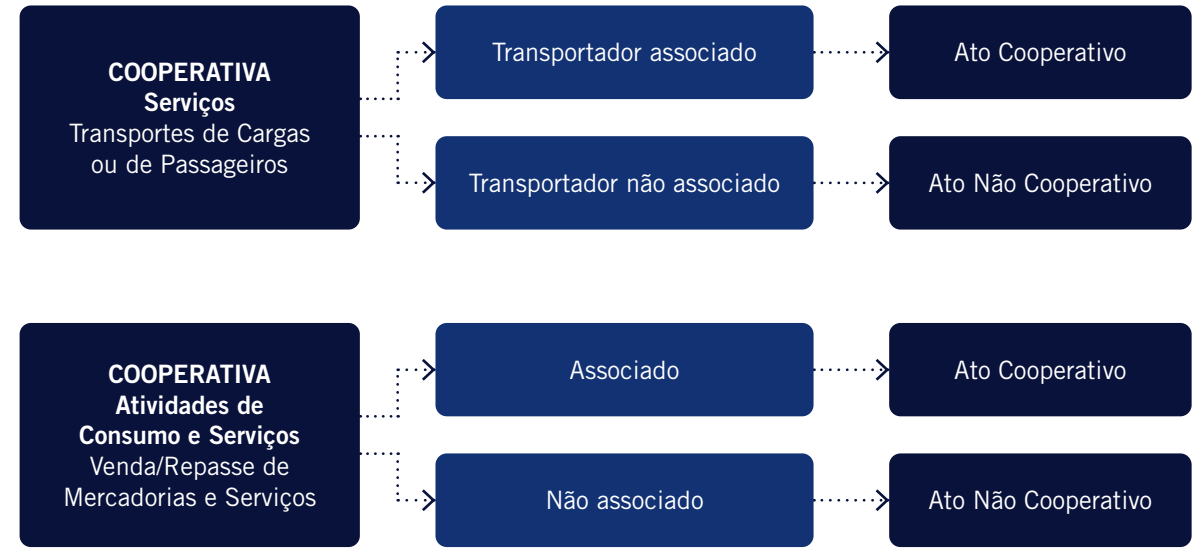 COOPERATIVA
Serviços
Transportes de Cargas
ou de Passageiros
Transportador associado
Ato Cooperativo
Transportador não associado
Ato Não Cooperativo
COOPERATIVA
Atividades de
Consumo e Serviços
Venda/Repasse de
Mercadorias e Serviços
Associado
Ato Cooperativo
Não associado
Ato Não Cooperativo